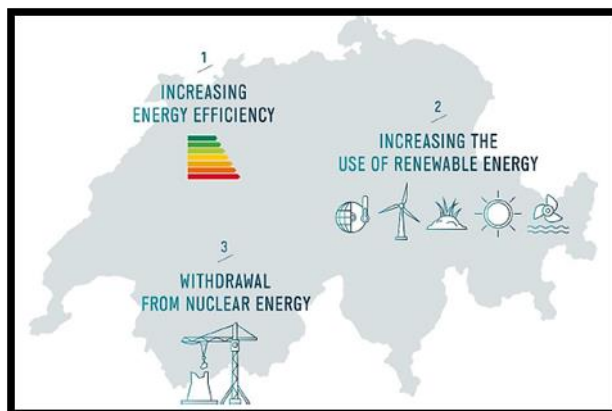 1
INCREASING
ENERGY EFFICIENCY
2
INCREASING THE
USE OF RENEWABLE ENERGY
3
WITHDRAWAL
FROM NUCLEAR ENERGY